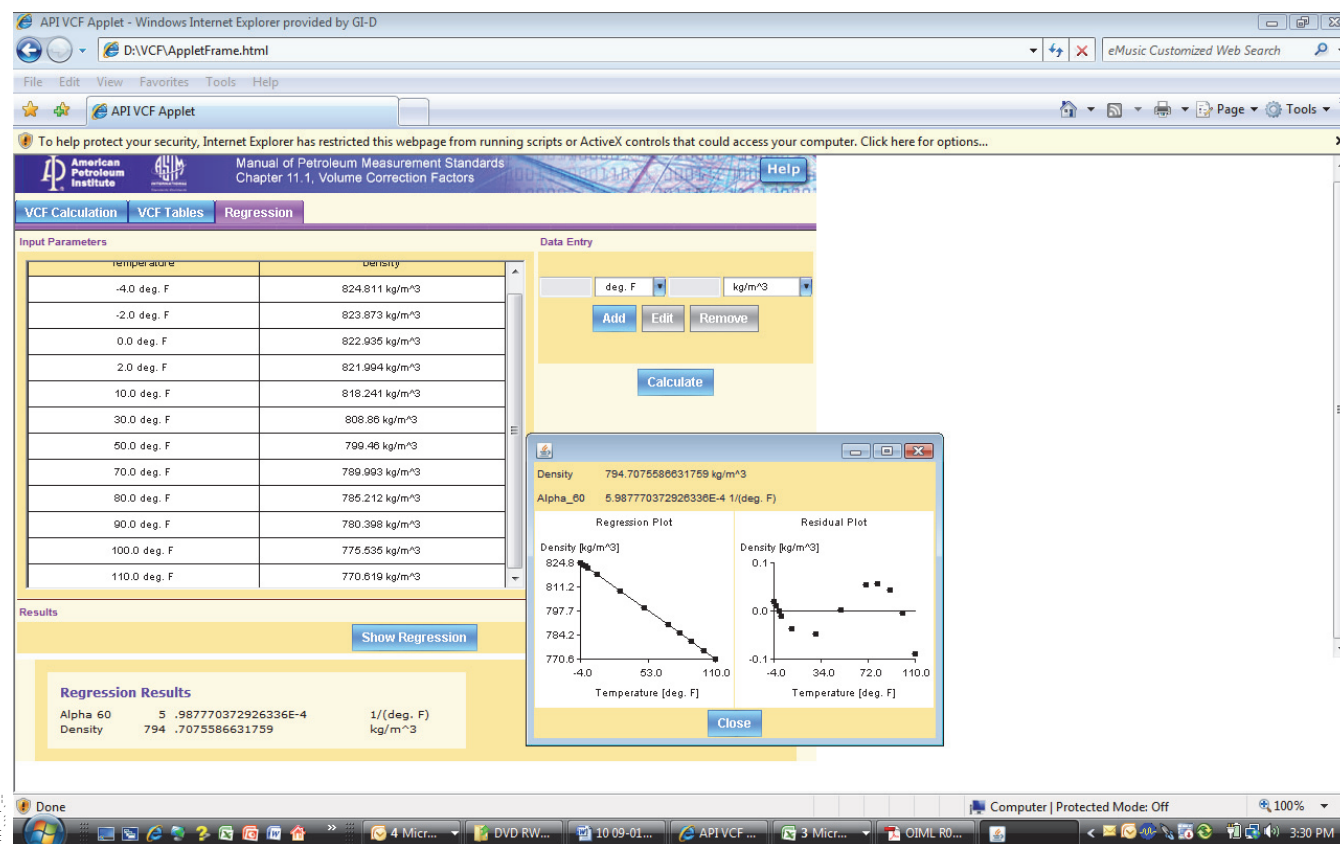 API VCF Applet - Windows Internet Explorer provided by GI-D
D:\VCF\AppletFrame.html
eMusic Customized Web Search
File Edit View Favorites Tools Help
API VCF Applet
Page Tools
To help protect your security, Internet Explorer has restricted this webpage from running scripts or ActiveX controls that could access your computer. Click here for options...
American Petroleum Institute
Manual of Petroleum Measurement Standards
Chapter 11.1, Volume Correction Factors
Help
VCF Calculation VCF Tables Regression
Input Parameters
Data Entry
Temperature Density
-4.0 deg. F 824.811 kg/m^3
-2.0 deg. F 823.873 kg/m^3
0.0 deg. F 822.935 kg/m^3
2.0 deg. F 821.994 kg/m^3
10.0 deg. F 818.241 kg/m^3
30.0 deg. F 808.86 kg/m^3
50.0 deg. F 799.46 kg/m^3
70.0 deg. F 789.993 kg/m^3
80.0 deg. F 785.212 kg/m^3
90.0 deg. F 780.398 kg/m^3
100.0 deg. F 775.535 kg/m^3
110.0 deg. F 770.619 kg/m^3
deg. F kg/m^3
Add Edit Remove
Calculate
Density 794.7075586631759 kg/m^3
Alpha_60 5.987770372926336E-4 1/(deg. F)
Regression Plot
Density [kg/m^3]
824.8
811.2
797.7
784.2
770.6
-4.0 53.0 110.0
Temperature [deg. F]
Residual Plot
Density [kg/m^3]
0.1
0.0
-0.1
-4.0 34.0 72.0 110.0
Temperature [deg. F]
Close
Results
Show Regression
Regression Results
Alpha 60 5 .987770372926336E-4 1/(deg. F)
Density 794 .7075586631759 kg/m^3
Done
Computer | Protected Mode: Off
100%
4 Micr... DVD RW... 10 09-01... API VCF ... 3 Micr... OIML R0...
3:30 PM